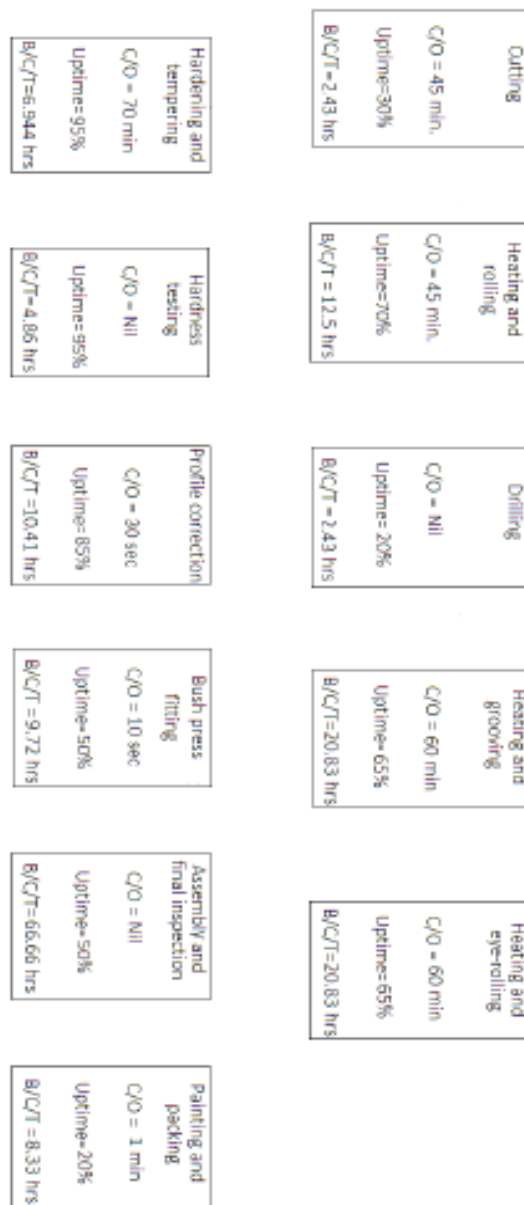 Cutting
C/O = 45 min.
Uptime=30%
B/C/T=2.43 hrs
Heating and
rolling
C/O = 45 min.
Uptime=70%
B/C/T = 12.5 hrs
Drilling
C/O = Nil
Uptime= 20%
B/C/T = 2.43 hrs
Heating and
grooving
C/O = 60 min
Uptime=65%
B/C/T=20.83 hrs
Heating and
eye-rolling
C/O = 60 min
Uptime=65%
B/C/T=20.83 hrs
Hardening and
tempering
C/O = 70 min
Uptime=95%
B/C/T=6.944 hrs
Hardness
testing
C/O = Nil
Uptime=95%
B/C/T=4.86 hrs
Profile correction
C/O = 30 sec
Uptime= 85%
B/C/T =10.41 hrs
Bush press
fitting
C/O = 10 sec
Uptime=50%
B/C/T =9.72 hrs
Assembly and
final inspection
C/O = Nil
Uptime=50%
B/C/T=66.66 hrs
Painting and
packing
C/O = 1 min
Uptime=20%
B/C/T = 8.33 hrs